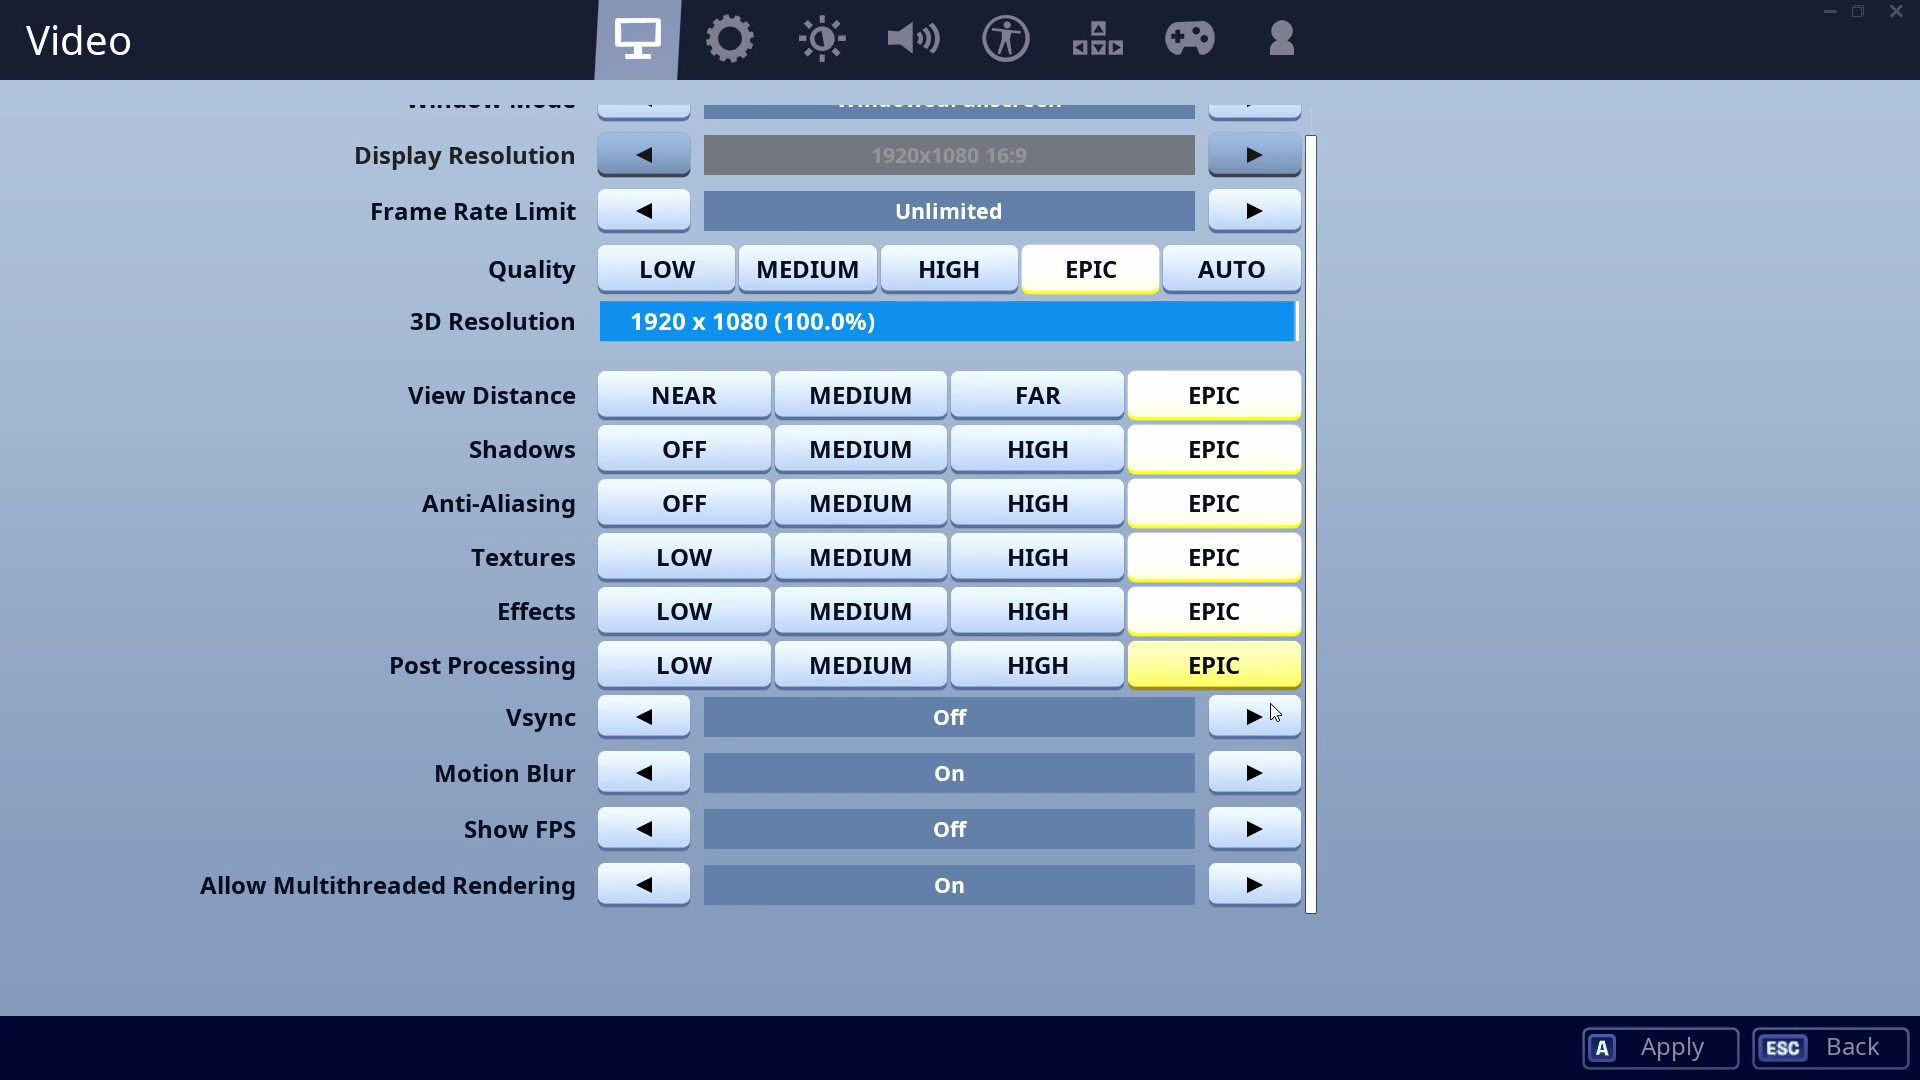 Video
Window Mode
Display Resolution 1920x1080 16:9
Frame Rate Limit Unlimited
Quality LOW MEDIUM HIGH EPIC AUTO
3D Resolution 1920 x 1080 (100.0%)
View Distance NEAR MEDIUM FAR EPIC
Shadows OFF MEDIUM HIGH EPIC
Anti-Aliasing OFF MEDIUM HIGH EPIC
Textures LOW MEDIUM HIGH EPIC
Effects LOW MEDIUM HIGH EPIC
Post Processing LOW MEDIUM HIGH EPIC
Vsync Off
Motion Blur On
Show FPS Off
Allow Multithreaded Rendering On
A Apply ESC Back